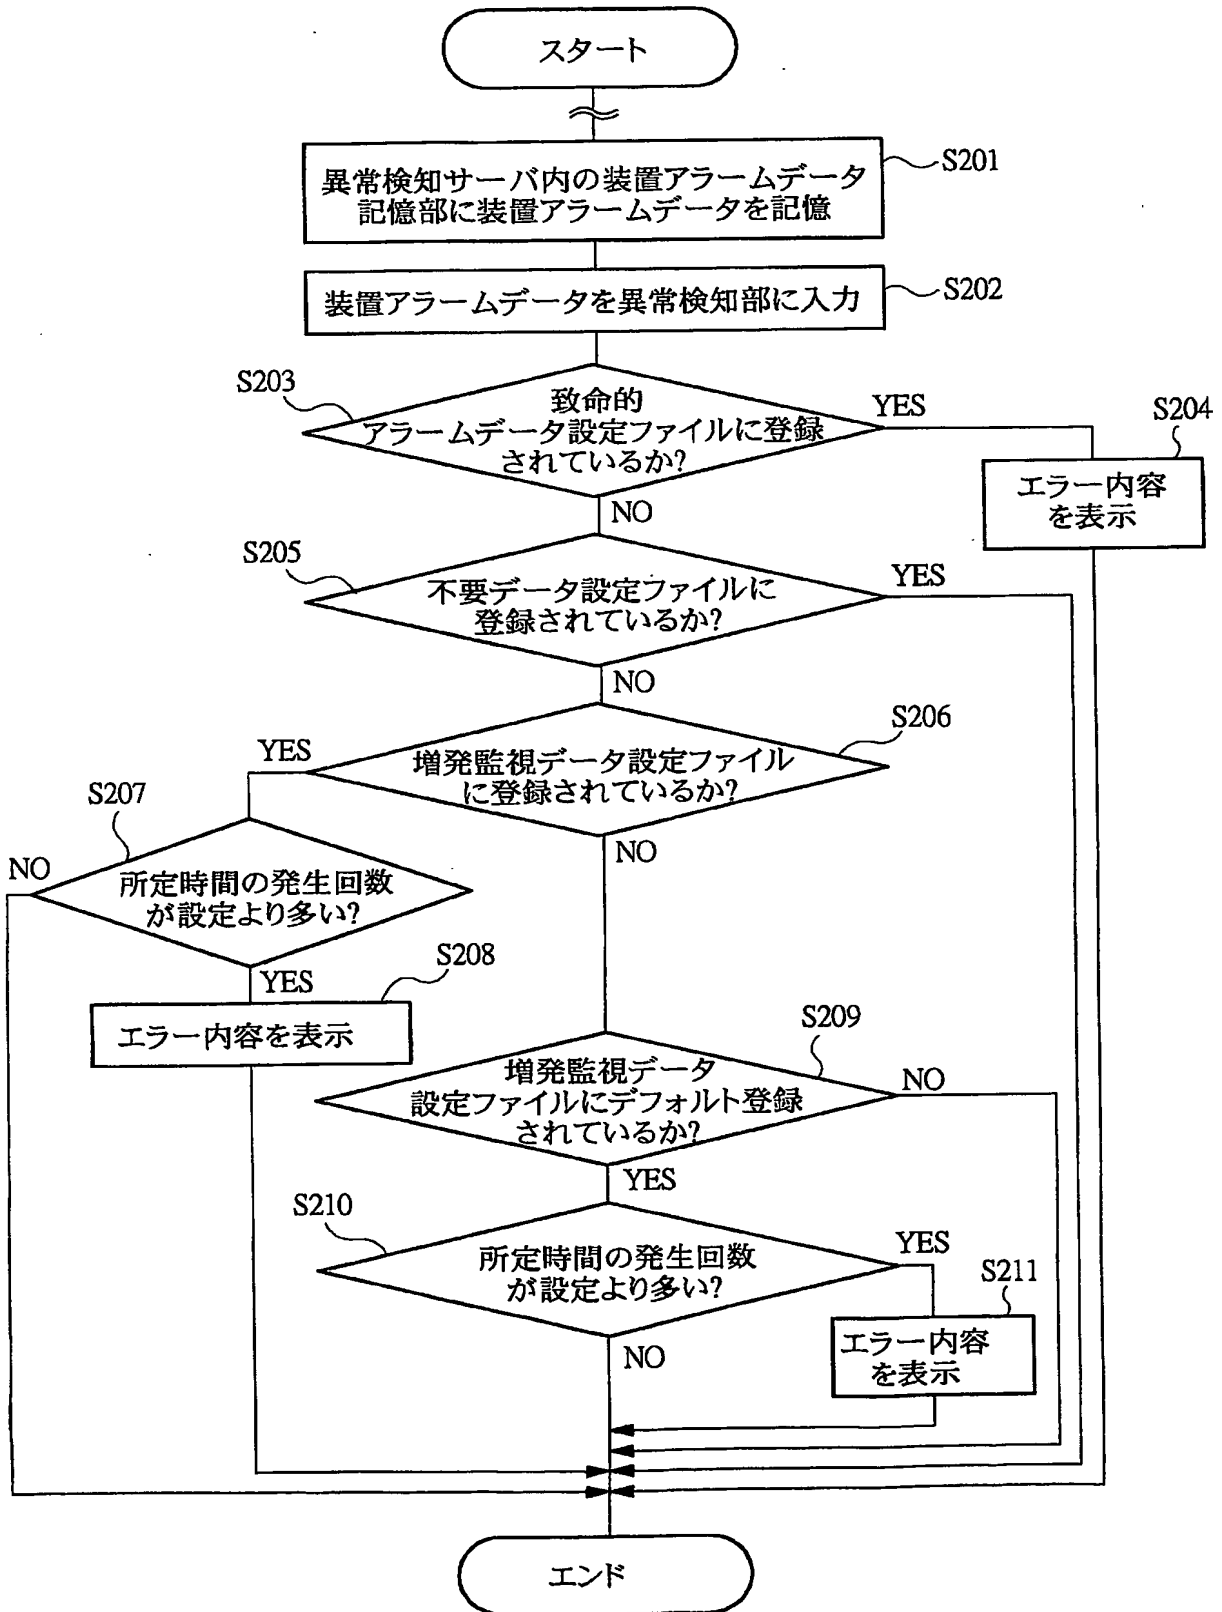 スタート
異常検知サーバ内の装置アラームデータ
記憶部に装置アラームデータを記憶
S201
装置アラームデータを異常検知部に入力
S202
S203
致命的
アラームデータ設定ファイルに登録
されているか?
YES
S204
エラー内容
を表示
NO
S205
不要データ設定ファイルに
登録されているか?
YES
NO
S206
YES
増発監視データ設定ファイル
に登録されているか?
S207
NO
NO
所定時間の発生回数
が設定より多い?
YES
S208
エラー内容を表示
S209
増発監視データ
設定ファイルにデフォルト登録
されているか?
NO
YES
S210
所定時間の発生回数
が設定より多い?
YES
S211
エラー内容
を表示
NO
エンド